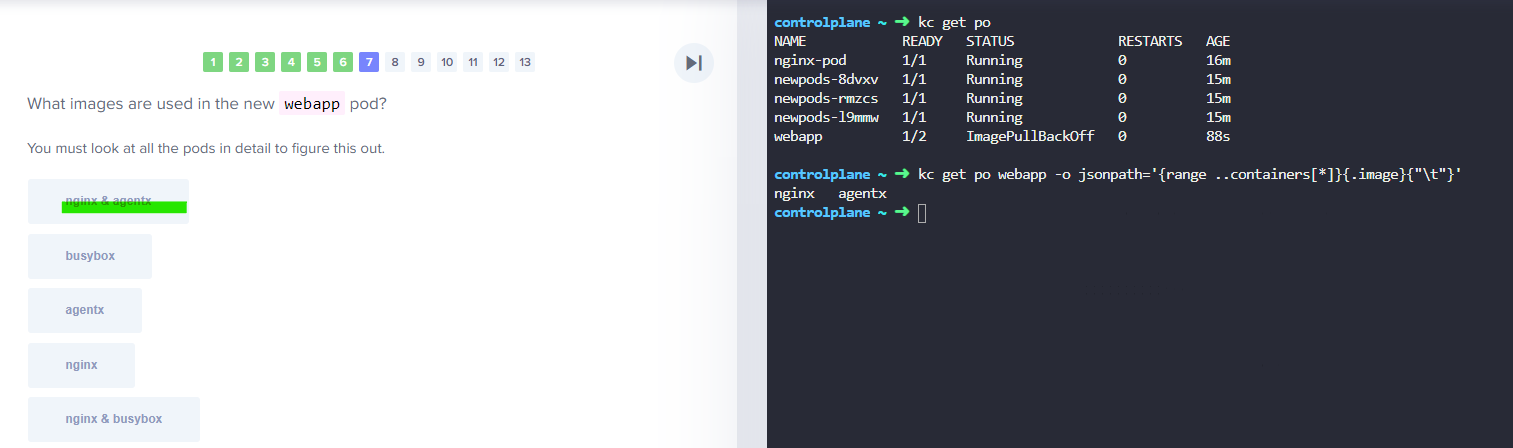 1 2 3 4 5 6 7 8 9 10 11 12 13
What images are used in the new webapp pod?
You must look at all the pods in detail to figure this out.
nginx & agentx
busybox
agentx
nginx
nginx & busybox
controlplane ~ ➜ kc get po
NAME READY STATUS RESTARTS AGE
nginx-pod 1/1 Running 0 16m
newpods-8dvxv 1/1 Running 0 15m
newpods-rmzcs 1/1 Running 0 15m
newpods-l9mmw 1/1 Running 0 15m
webapp 1/2 ImagePullBackOff 0 88s
controlplane ~ ➜ kc get po webapp -o jsonpath='{range ..containers[*]}{.image}{"\t"}'
nginx agentx
controlplane ~ ➜